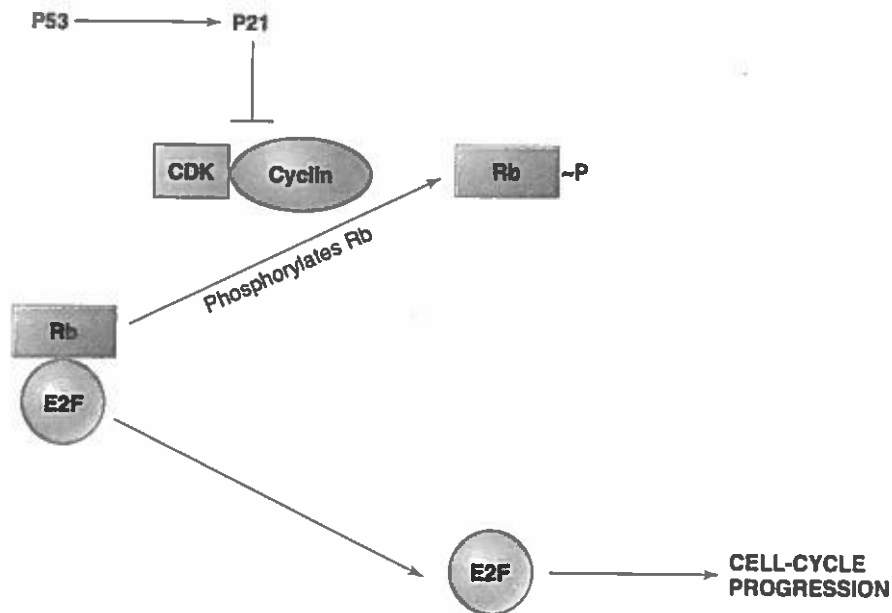 P53
P21
CDK
Cyclin
Rb
~P
Phosphorylates Rb
Rb
E2F
E2F
CELL-CYCLE
PROGRESSION